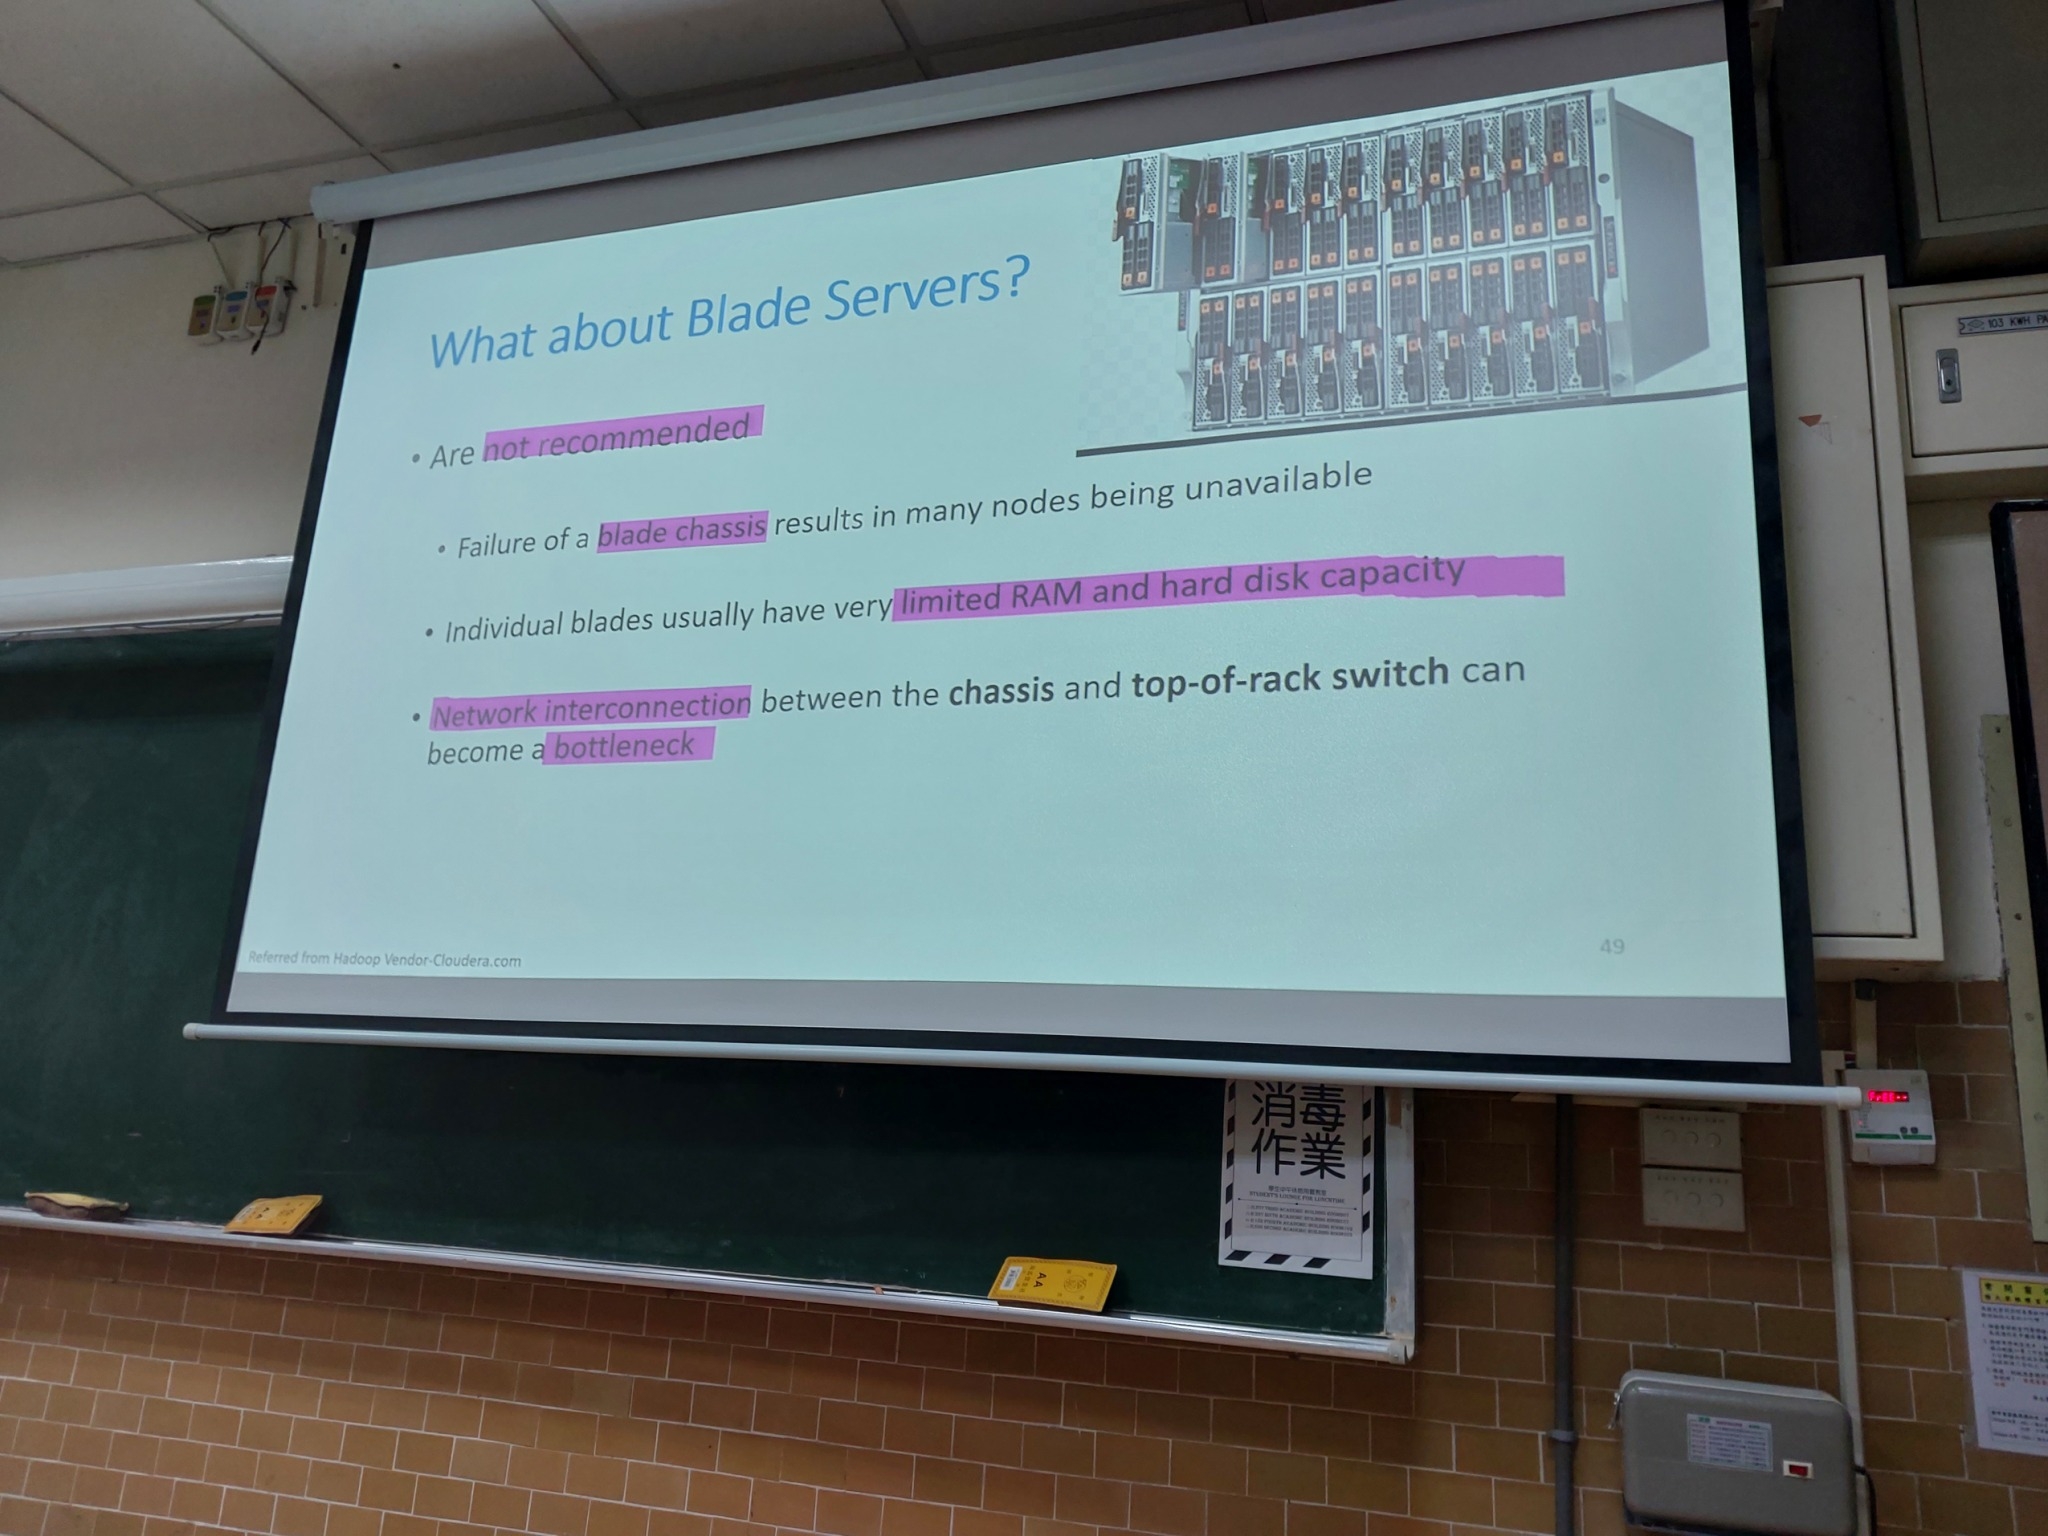 What about Blade Servers?
• Are not recommended
• Failure of a blade chassis results in many nodes being unavailable
• Individual blades usually have very limited RAM and hard disk capacity
• Network interconnection between the chassis and top-of-rack switch can
become a bottleneck
Referred from Hadoop Vendor-Cloudera.com
49
103 KWH PA
消毒
作業
STUDENT'S LOUNGE FOR LUNCHTIME
AA